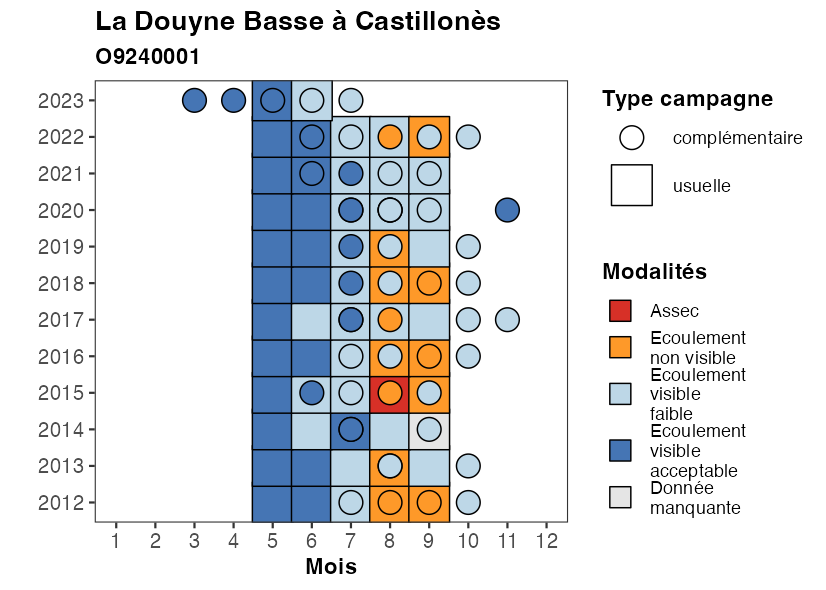 La Douyne Basse à Castillonès
O9240001
2023
2022
2021
2020
2019
2018
2017
2016
2015
2014
2013
2012
1 2 3 4 5 6 7 8 9 10 11 12
Mois
Type campagne
complémentaire
usuelle
Modalités
Assec
Ecoulement
non visible
Ecoulement
visible
faible
Ecoulement
visible
acceptable
Donnée
manquante